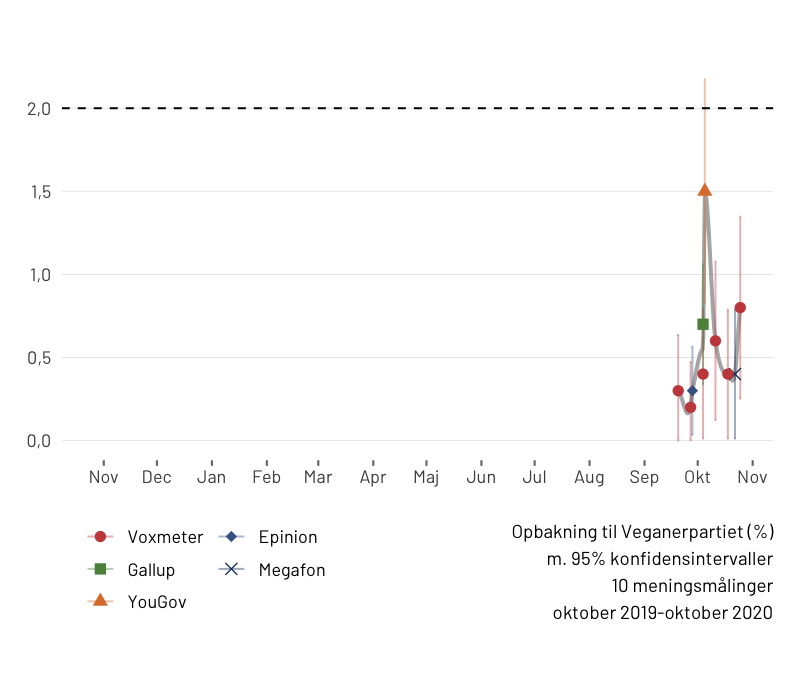 2,0
1,5
1,0
0,5
0,0
Nov Dec Jan Feb Mar Apr Maj Jun Jul Aug Sep Okt Nov
Voxmeter Epinion
Gallup Megafon
YouGov
Opbakning til Veganerpartiet (%)
m. 95% konfidensintervaller
10 meningsmålinger
oktober 2019-oktober 2020